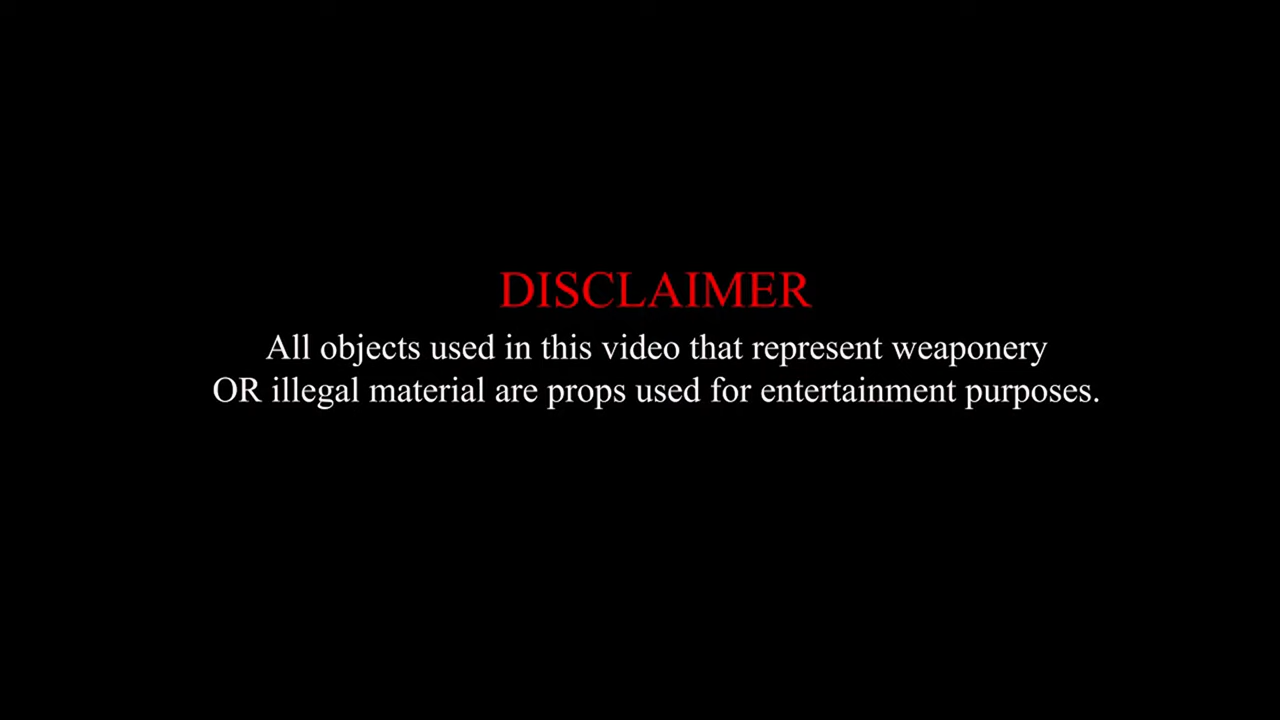 DISCLAIMER
All objects used in this video that represent weaponery
OR illegal material are props used for entertainment purposes.